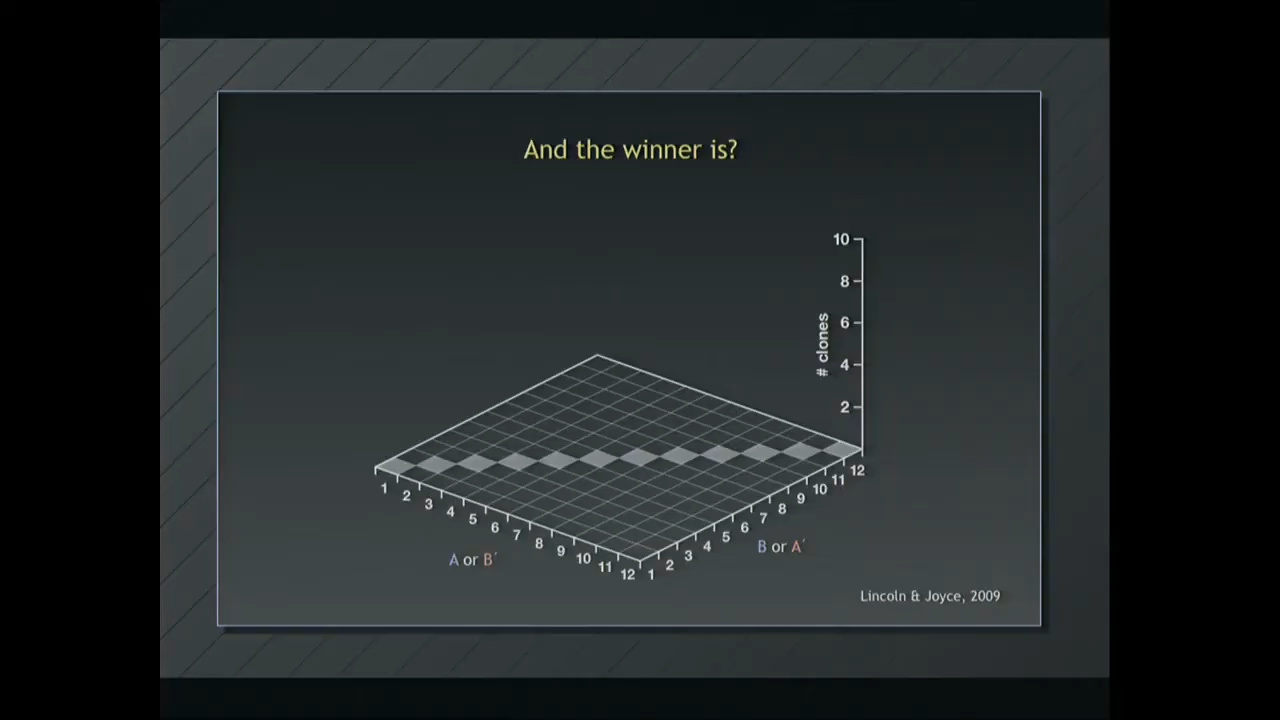 And the winner is?
10
8
6
4
2
# clones
1 2 3 4 5 6 7 8 9 10 11 12
A or B´
1 2 3 4 5 6 7 8 9 10 11 12
B or A´
Lincoln & Joyce, 2009